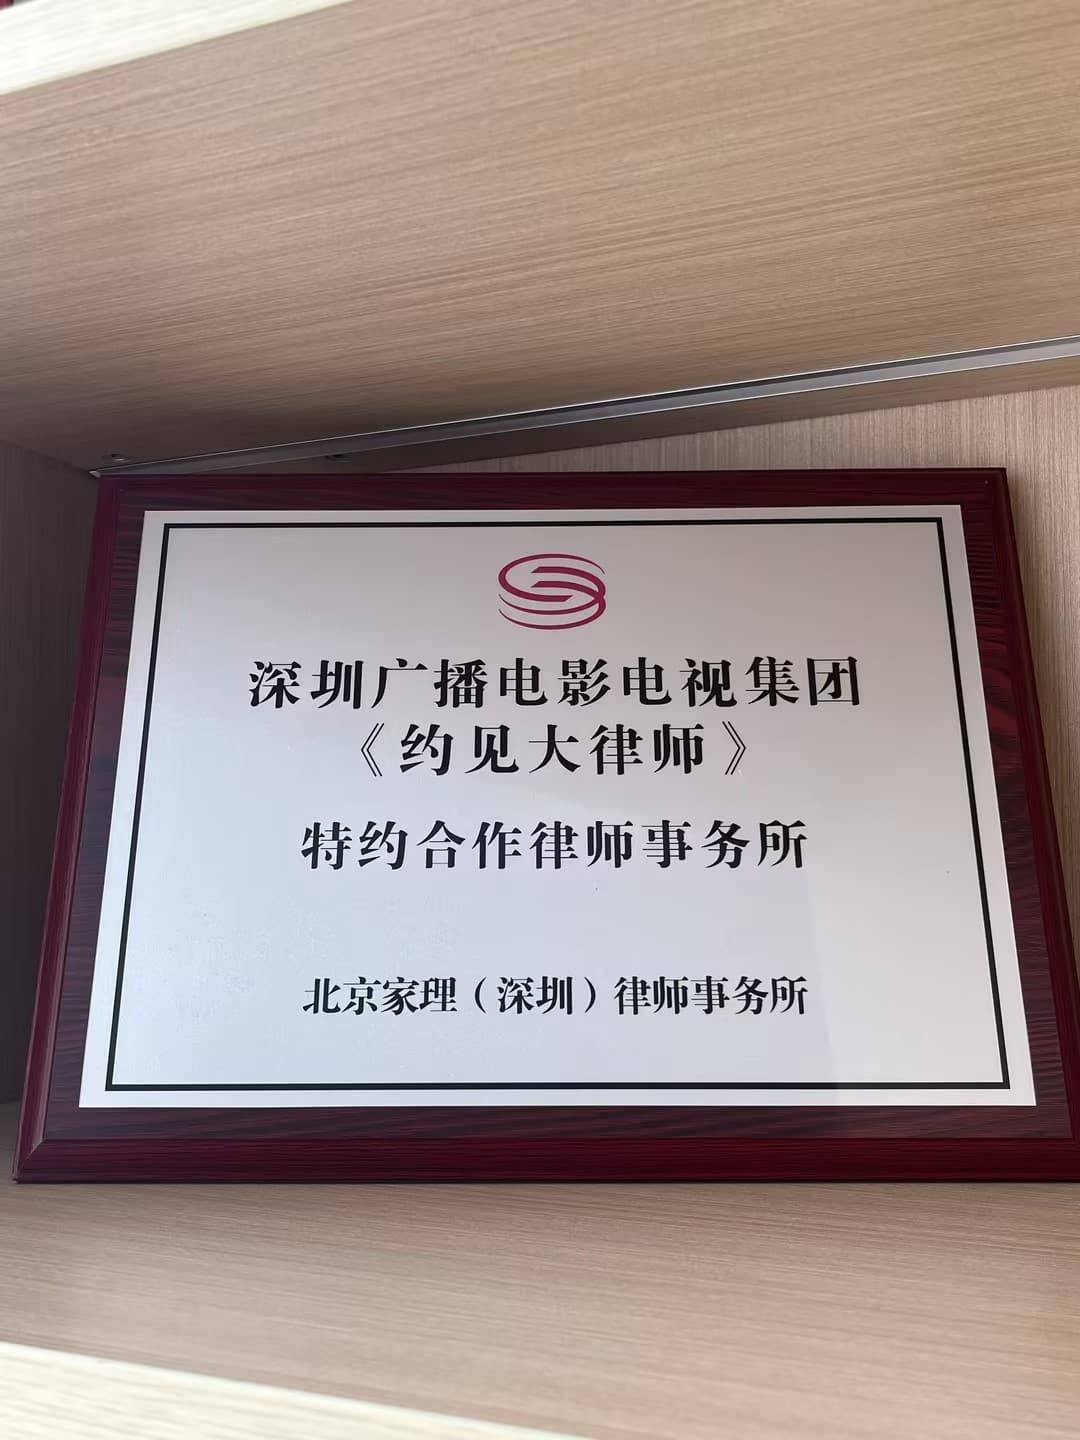 深圳广播电影电视集团
《约见大律师》
特约合作律师事务所
北京家理（深圳）律师事务所